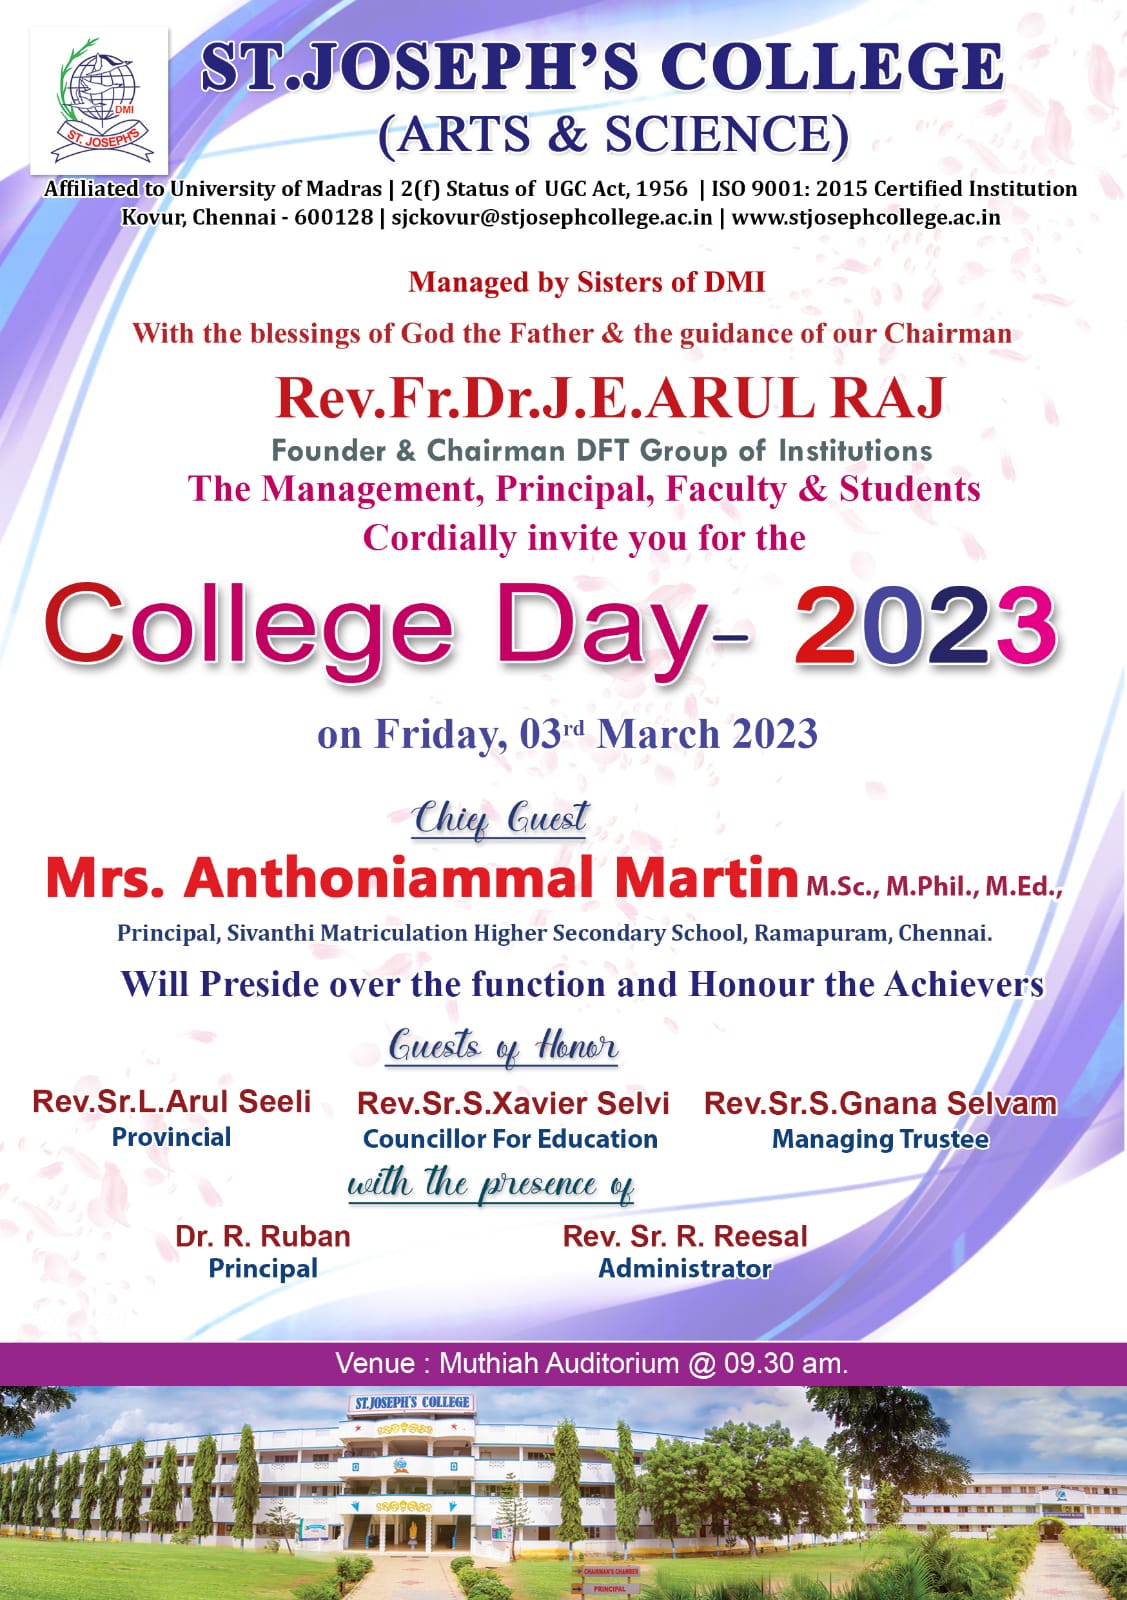 DMI
ST. JOSEPH'S
ST.JOSEPH'S COLLEGE
(ARTS & SCIENCE)
Affiliated to University of Madras | 2(f) Status of UGC Act, 1956 | ISO 9001: 2015 Certified Institution
Kovur, Chennai - 600128 | sjckovur@stjosephcollege.ac.in | www.stjosephcollege.ac.in
Managed by Sisters of DMI
With the blessings of God the Father & the guidance of our Chairman
Rev.Fr.Dr.J.E.ARUL RAJ
Founder & Chairman DFT Group of Institutions
The Management, Principal, Faculty & Students
Cordially invite you for the
College Day- 2023
on Friday, 03rd March 2023
Chief Guest
Mrs. Anthoniammal Martin M.Sc., M.Phil., M.Ed.,
Principal, Sivanthi Matriculation Higher Secondary School, Ramapuram, Chennai.
Will Preside over the function and Honour the Achievers
Guests of Honor
Rev.Sr.L.Arul Seeli Rev.Sr.S.Xavier Selvi Rev.Sr.S.Gnana Selvam
Provincial Councillor For Education Managing Trustee
with the presence of
Dr. R. Ruban Rev. Sr. R. Reesal
Principal Administrator
Venue : Muthiah Auditorium @ 09.30 am.
ST.JOSEPH'S COLLEGE
CHAIRMAN'S CHAMBER
PRINCIPAL